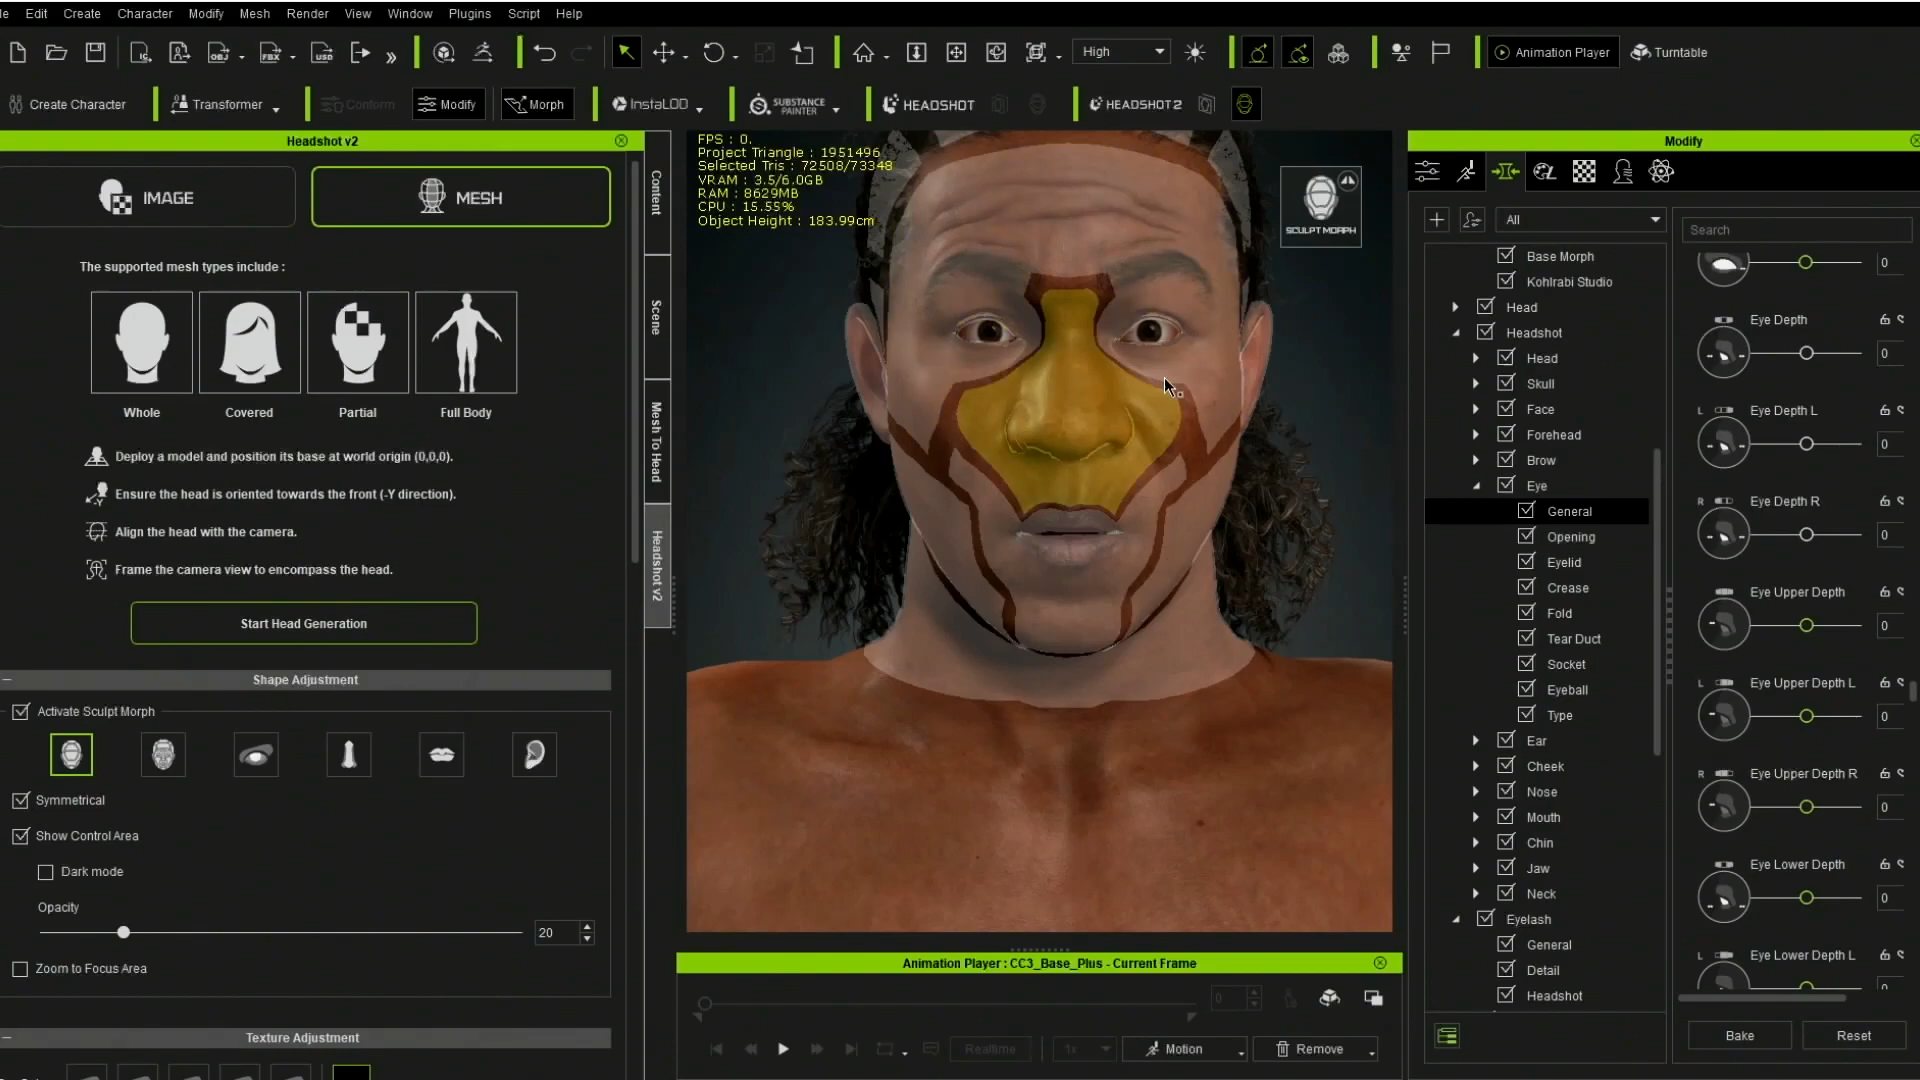 le Edit Create Character Modify Mesh Render View Window Plugins Script Help
High Animation Player Turntable
Create Character Transformer Conform Modify Morph InstaLOD SUBSTANCE PAINTER HEADSHOT HEADSHOT 2
Headshot v2
IMAGE MESH
The supported mesh types include :
Whole Covered Partial Full Body
Deploy a model and position its base at world origin (0,0,0).
Ensure the head is oriented towards the front (-Y direction).
Align the head with the camera.
Frame the camera view to encompass the head.
Start Head Generation
Shape Adjustment
Activate Sculpt Morph
Symmetrical
Show Control Area
Dark mode
Opacity
20
Zoom to Focus Area
Texture Adjustment
Content
Scene
Mesh To Head
Headshot v2
FPS : 0.
Project Triangle : 1951496
Selected Tris : 72508/73348
VRAM : 3.5/6.0GB
RAM : 8629MB
CPU : 15.55%
Object Height : 183.99cm
SCULPT MORPH
Animation Player : CC3_Base_Plus - Current Frame
0
Realtime 1x Motion Remove
Modify
All
Base Morph
Kohlrabi Studio
Head
Headshot
Head
Skull
Face
Forehead
Brow
Eye
General
Opening
Eyelid
Crease
Fold
Tear Duct
Socket
Eyeball
Type
Ear
Cheek
Nose
Mouth
Chin
Jaw
Neck
Eyelash
General
Detail
Headshot
Search
0
Eye Depth
0
L Eye Depth L
0
R Eye Depth R
0
Eye Upper Depth
0
L Eye Upper Depth L
0
R Eye Upper Depth R
0
Eye Lower Depth
0
L Eye Lower Depth L
0
Bake Reset